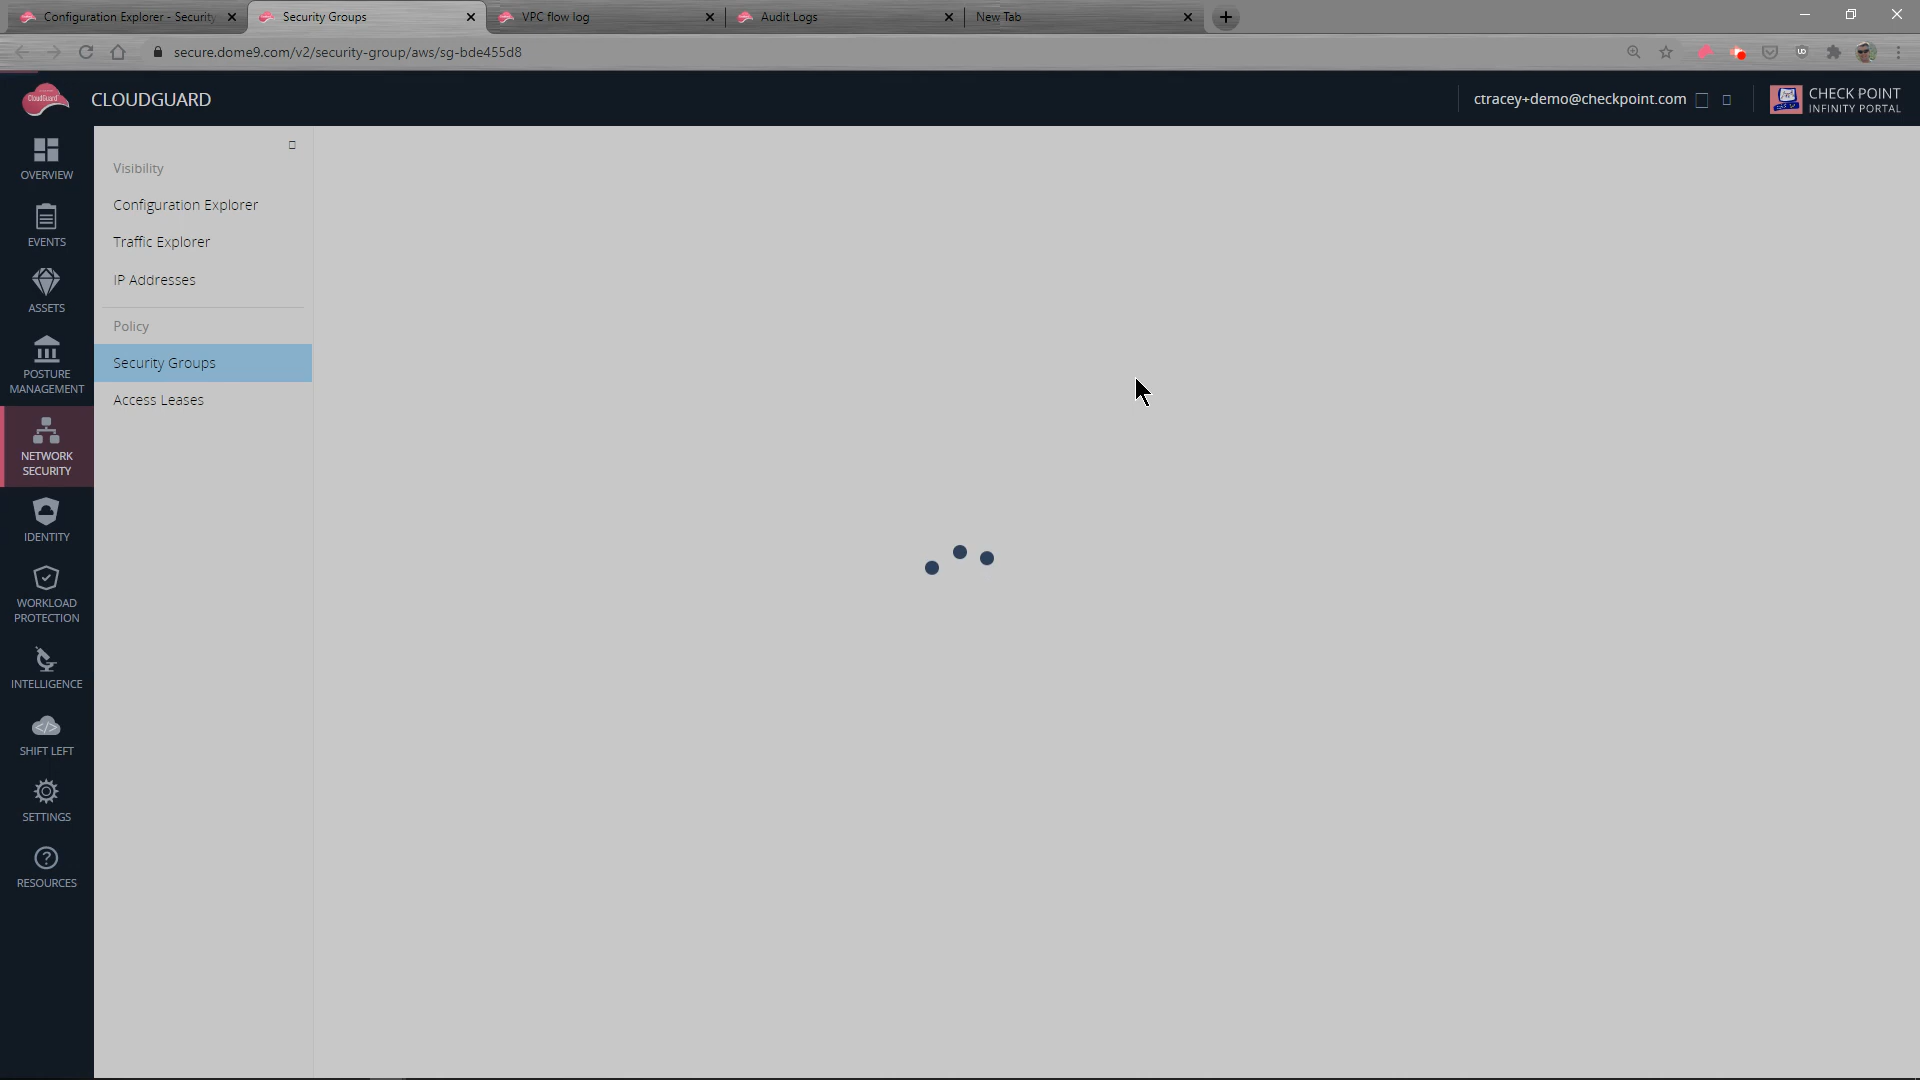 Configuration Explorer - Security
Security Groups
VPC flow log
Audit Logs
New Tab
secure.dome9.com/v2/security-group/aws/sg-bde455d8
CloudGuard
CLOUDGUARD
ctracey+demo@checkpoint.com
CHECK POINT
INFINITY PORTAL
OVERVIEW
EVENTS
ASSETS
POSTURE
MANAGEMENT
NETWORK
SECURITY
IDENTITY
WORKLOAD
PROTECTION
INTELLIGENCE
SHIFT LEFT
SETTINGS
RESOURCES
Visibility
Configuration Explorer
Traffic Explorer
IP Addresses
Policy
Security Groups
Access Leases